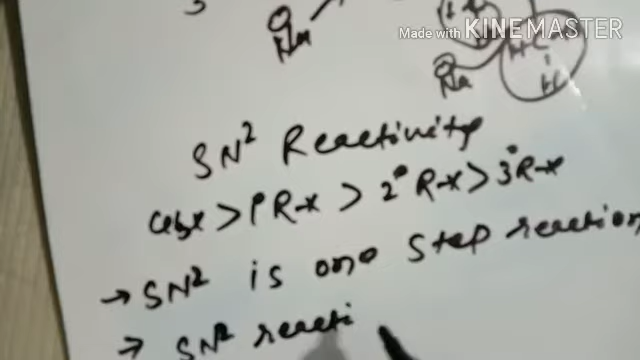 Made with KINEMASTER
SN² Reactivity
CH₃x > 1° R-x > 2° R-x > 3° R-x
→ SN² is one step reaction
→ SN² reacti